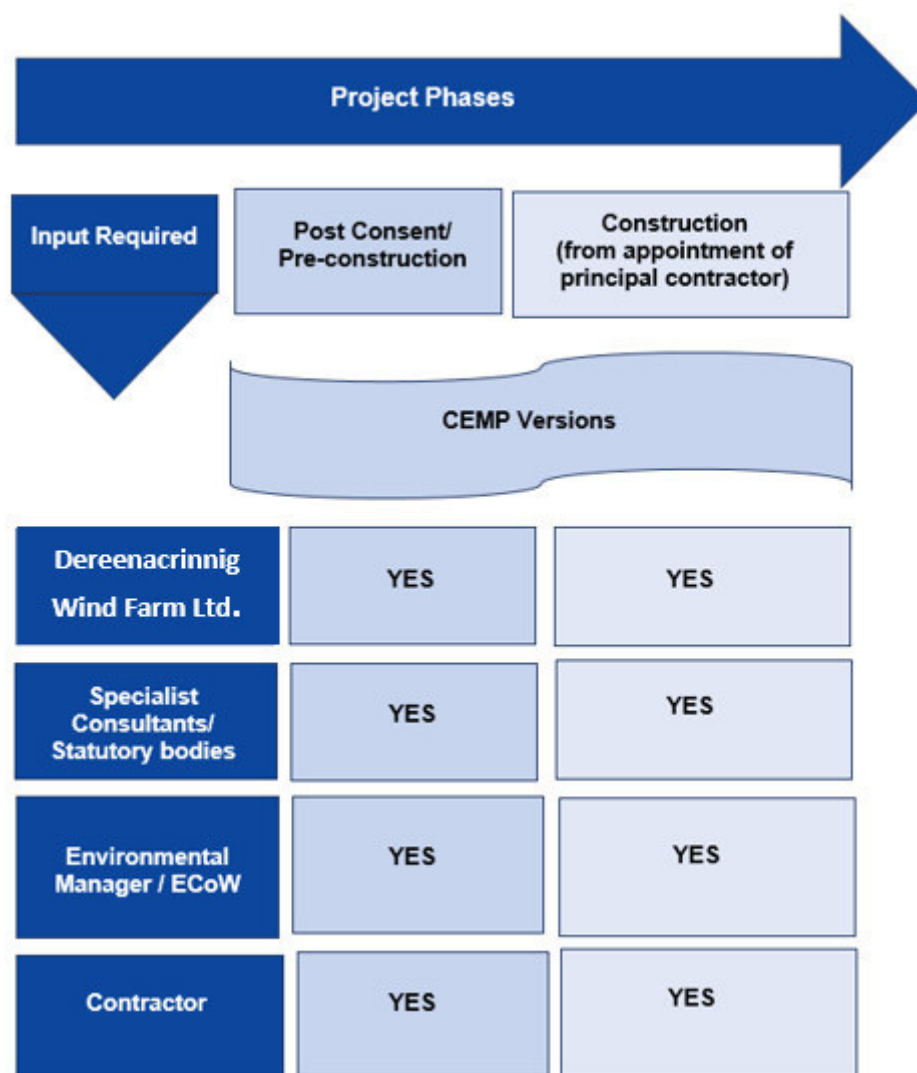 Project Phases
Input Required
Post Consent/
Pre-construction
Construction
(from appointment of
principal contractor)
CEMP Versions
Dereenacrinnig
Wind Farm Ltd.
YES
YES
Specialist
Consultants/
Statutory bodies
YES
YES
Environmental
Manager / ECoW
YES
YES
Contractor
YES
YES